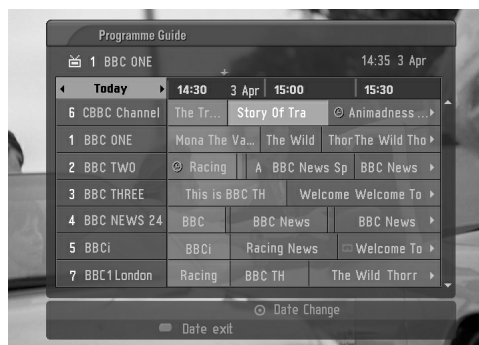 Programme Guide
1 BBC ONE 14:35 3 Apr
Today 14:30 3 Apr 15:00 15:30
6 CBBC Channel The Tr... Story Of Tra Animadness ...
1 BBC ONE Mona The Va... The Wild ThorThe Wild Tho
2 BBC TWO Racing A BBC News Sp BBC News
3 BBC THREE This is BBC TH Welcome Welcome To
4 BBC NEWS 24 BBC BBC News BBC News
5 BBCi BBCi Racing News Welcome To
7 BBC1 London Racing BBC TH The Wild Thorr
Date Change
Date exit